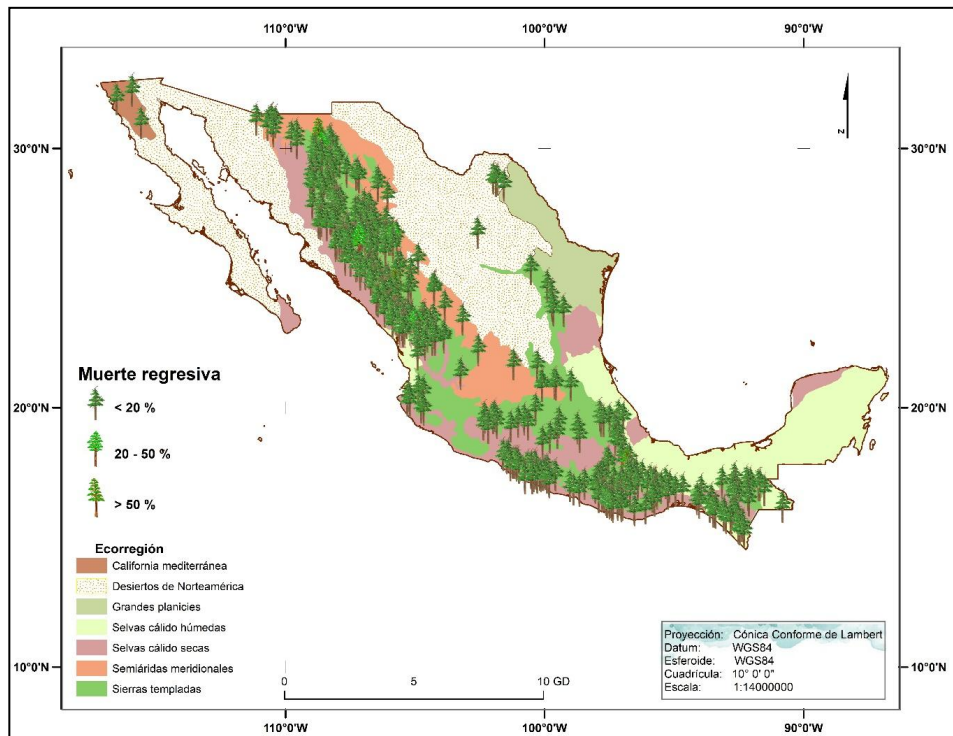 110°0'W 100°0'W 90°0'W
N
30°0'N 30°0'N
20°0'N 20°0'N
10°0'N 10°0'N
Muerte regresiva
< 20 %
20 - 50 %
> 50 %
Ecorregión
California mediterránea
Desiertos de Norteamérica
Grandes planicies
Selvas cálido húmedas
Selvas cálido secas
Semiáridas meridionales
Sierras templadas
0 5 10 GD
Proyección: Cónica Conforme de Lambert
Datum: WGS84
Esferoide: WGS84
Cuadrícula: 10° 0' 0"
Escala: 1:14000000
110°0'W 100°0'W 90°0'W